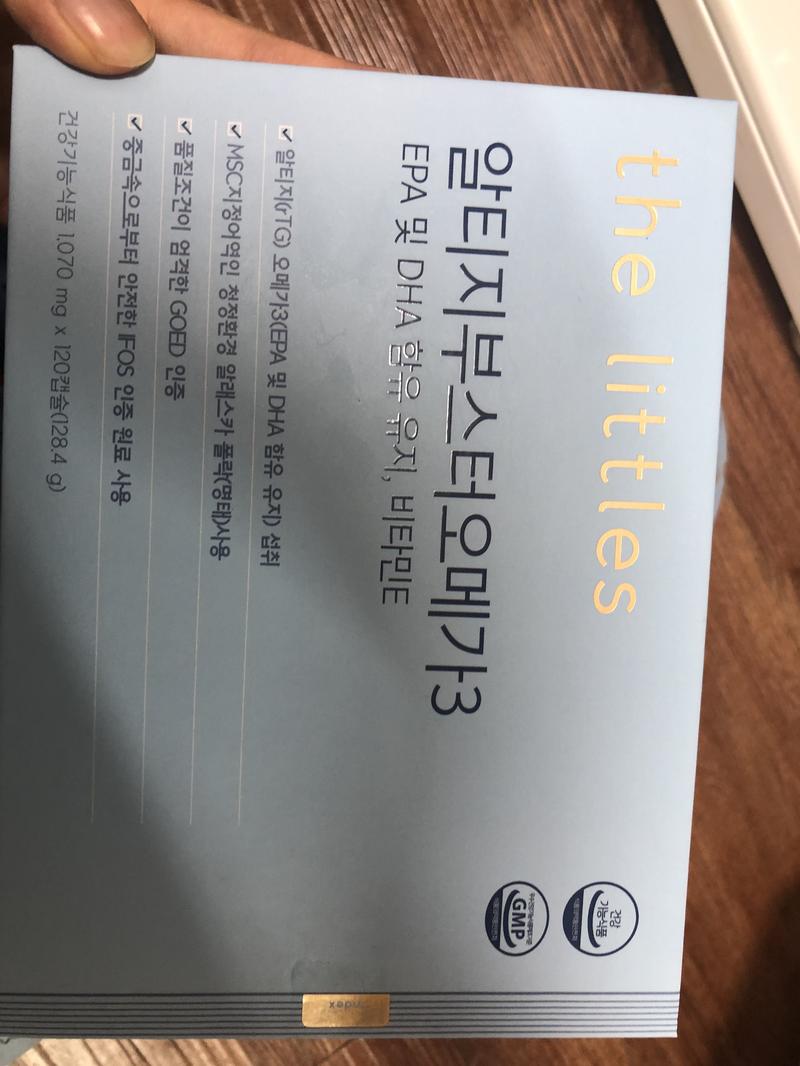 the littles
알티지부스터오메가3
EPA 및 DHA 함유 유지, 비타민E
알티지(rTG) 오메가3(EPA 및 DHA 함유 유지) 섭취
MSC지정어역인 청정환경 알래스카 폴락(명태)사용
품질조건이 엄격한 GOED 인증
중금속으로부터 안전한 IFOS 인증 원료 사용
건강기능식품 1,070 mg x 120캡슐(128.4 g)
건강
기능식품
GMP
index